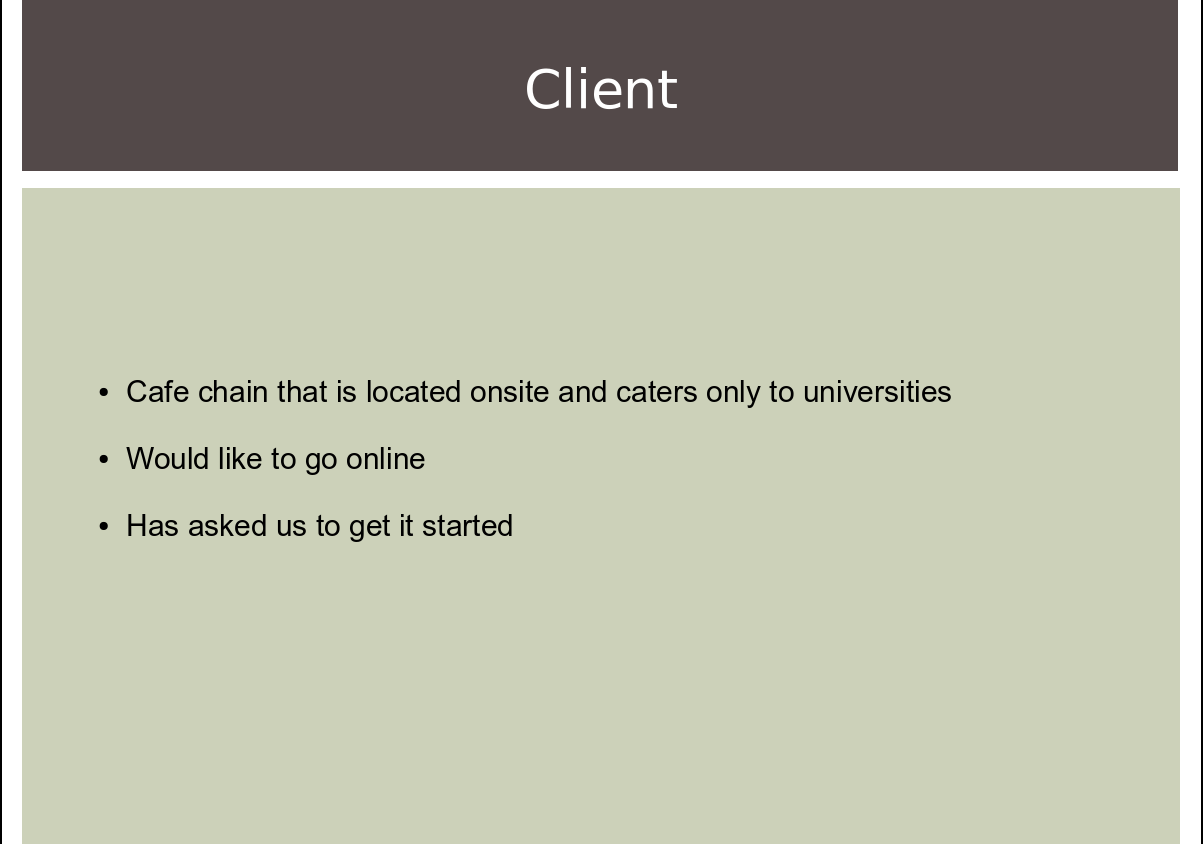 Client
• Cafe chain that is located onsite and caters only to universities
• Would like to go online
• Has asked us to get it started